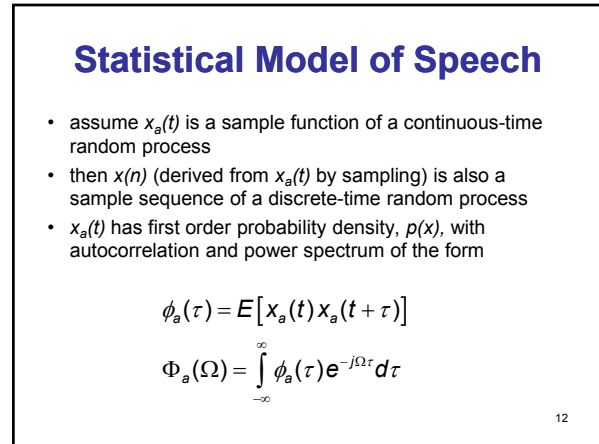 Statistical Model of Speech
• assume xₐ(t) is a sample function of a continuous-time
random process
• then x(n) (derived from xₐ(t) by sampling) is also a
sample sequence of a discrete-time random process
• xₐ(t) has first order probability density, p(x), with
autocorrelation and power spectrum of the form
ϕₐ(τ) = E[xₐ(t) xₐ(t + τ)]
Φₐ(Ω) = ∫_{-∞}^{∞} ϕₐ(τ) e^{-jΩτ} dτ
12